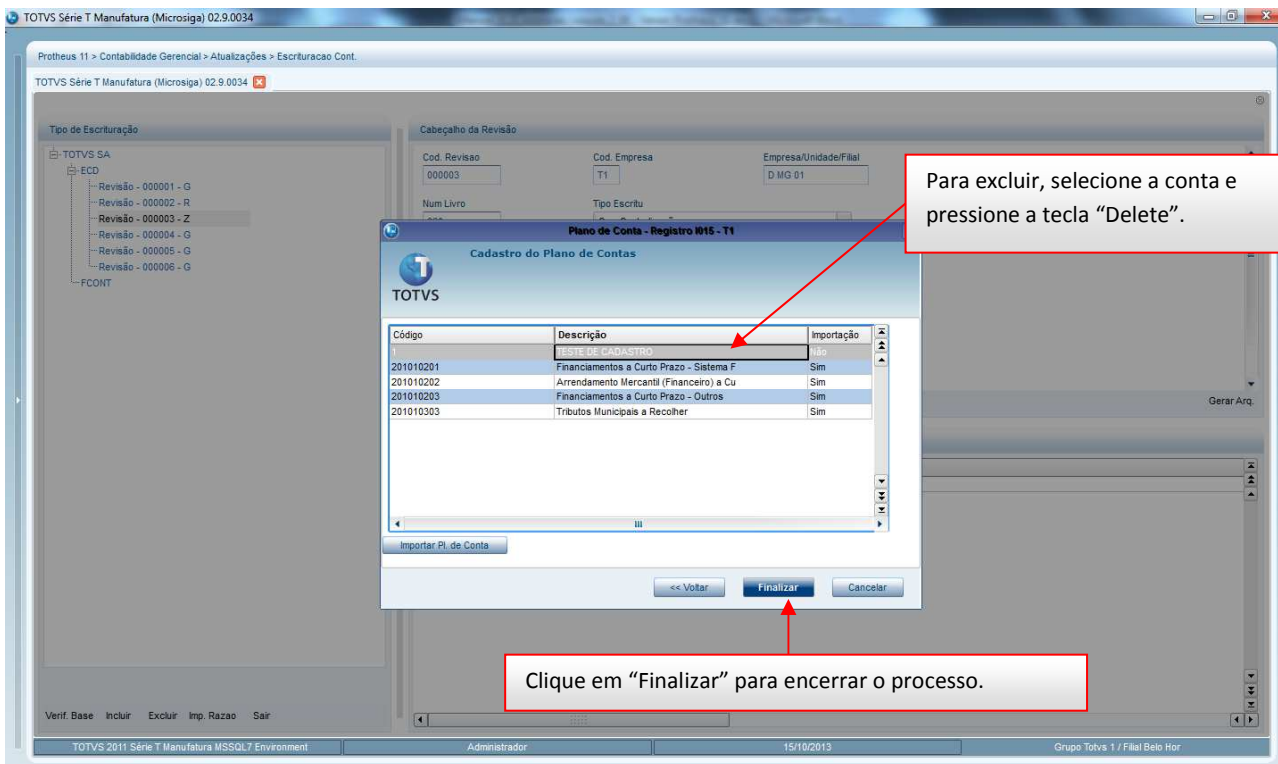 TOTVS Série T Manufatura (Microsiga) 02.9.0034
Protheus 11 > Contabilidade Gerencial > Atualizações > Escrituracao Cont.
TOTVS Série T Manufatura (Microsiga) 02.9.0034
Tipo de Escrituração
TOTVS SA
ECD
Revisão - 000001 - G
Revisão - 000002 - R
Revisão - 000003 - Z
Revisão - 000004 - G
Revisão - 000005 - G
Revisão - 000006 - G
FCONT
Verif. Base Incluir Excluir Imp. Razao Sair
Cabeçalho da Revisão
Cod. Revisao Cod. Empresa Empresa/Unidade/Filial
000003 T1 D MG 01
Num Livro Tipo Escritu
Para excluir, selecione a conta e
pressione a tecla “Delete”.
Plano de Conta - Registro I015 - T1
Cadastro do Plano de Contas
TOTVS
Código Descrição Importação
1 TESTE DE CADASTRO Não
201010201 Financiamentos a Curto Prazo - Sistema F Sim
201010202 Arrendamento Mercantil (Financeiro) a Cu Sim
201010203 Financiamentos a Curto Prazo - Outros Sim
201010303 Tributos Municipais a Recolher Sim
Importar Pl. de Conta
<< Voltar Finalizar Cancelar
Gerar Arq.
Clique em “Finalizar” para encerrar o processo.
TOTVS 2011 Série T Manufatura MSSQL7 Environment Administrador 15/10/2013 Grupo Totvs 1 / Filial Belo Hor